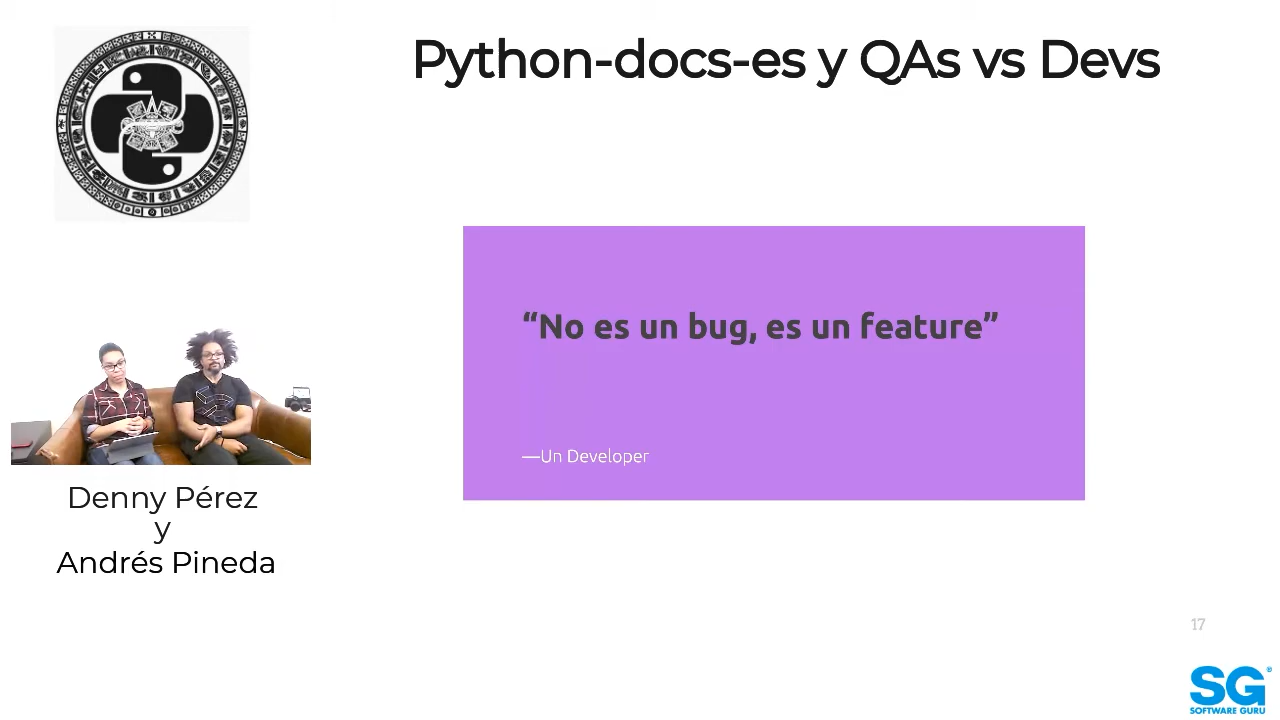 Python-docs-es y QAs vs Devs
“No es un bug, es un feature”
—Un Developer
Denny Pérez
y
Andrés Pineda
17
SG®
SOFTWARE GURU